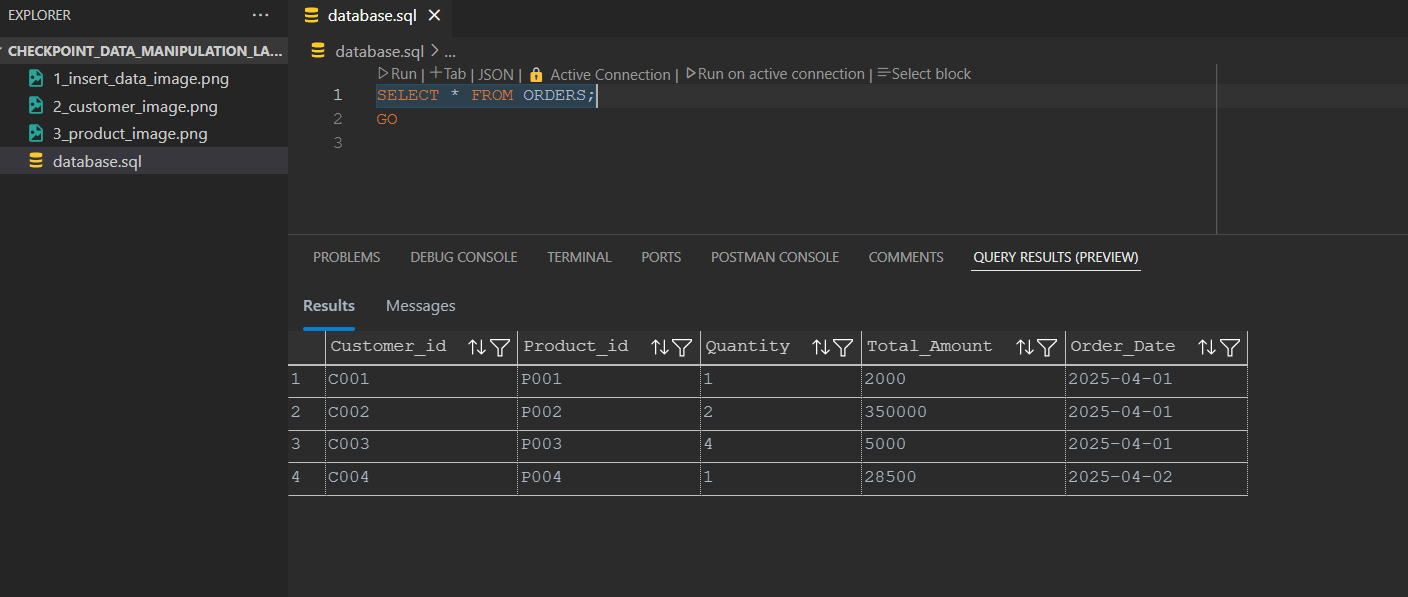 EXPLORER ...
CHECKPOINT_DATA_MANIPULATION_LA...
1_insert_data_image.png
2_customer_image.png
3_product_image.png
database.sql
database.sql
database.sql > ...
Run | Tab | JSON | Active Connection | Run on active connection | Select block
1 SELECT * FROM ORDERS;
2 GO
3
PROBLEMS DEBUG CONSOLE TERMINAL PORTS POSTMAN CONSOLE COMMENTS QUERY RESULTS (PREVIEW)
Results Messages
Customer_id Product_id Quantity Total_Amount Order_Date
1 C001 P001 1 2000 2025-04-01
2 C002 P002 2 350000 2025-04-01
3 C003 P003 4 5000 2025-04-01
4 C004 P004 1 28500 2025-04-02